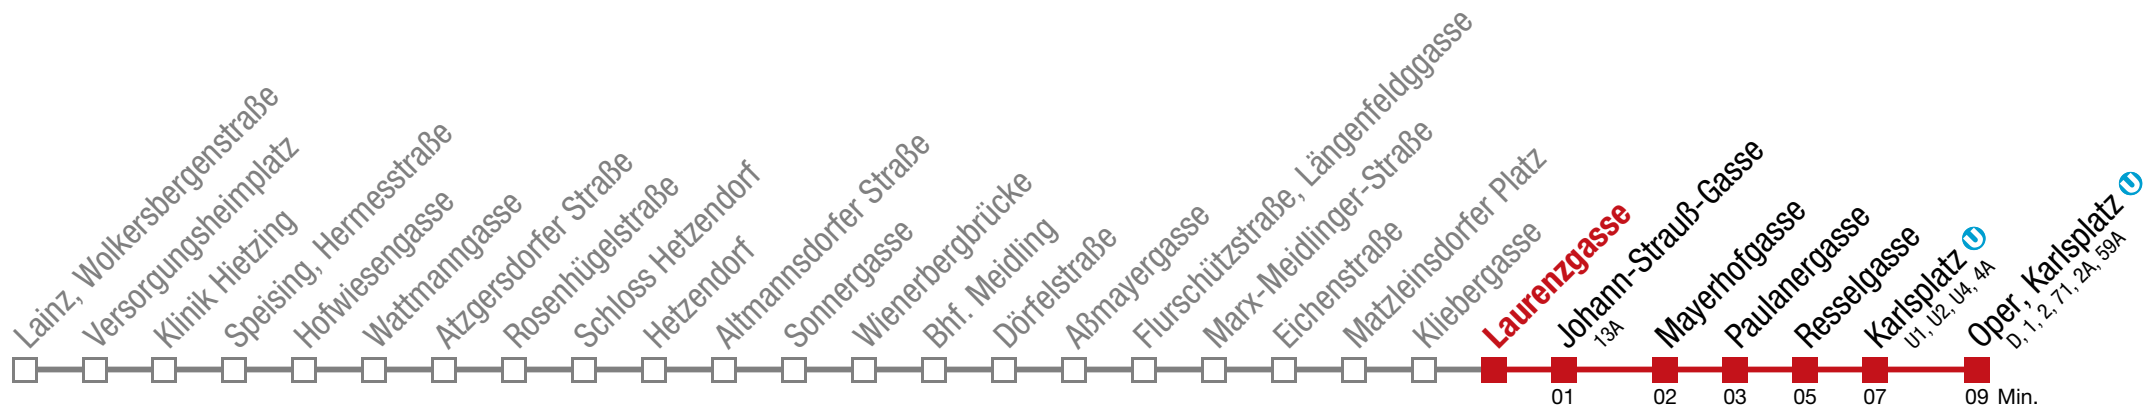 Lainz, Wolkersbergenstraße
Versorgungsheimplatz
Klinik Hietzing
Speising, Hermesstraße
Hofwiesengasse
Wattmanngasse
Atzgersdorfer Straße
Rosenhügelstraße
Schloss Hetzendorf
Hetzendorf
Altmannsdorfer Straße
Sonnergasse
Wienerbergbrücke
Bhf. Meidling
Dörfelstraße
Aßmayergasse
Flurschützstraße, Längenfeldggasse
Marx-Meidlinger-Straße
Eichenstraße
Matzleinsdorfer Platz
Kliebergasse
Laurenzgasse
Johann-Strauß-Gasse
13A
Mayerhofgasse
Paulanergasse
Resselgasse
Karlsplatz U
U1, U2, U4, 4A
Oper, Karlsplatz U
D, 1, 2, 71, 2A, 59A
01 02 03 05 07 09 Min.